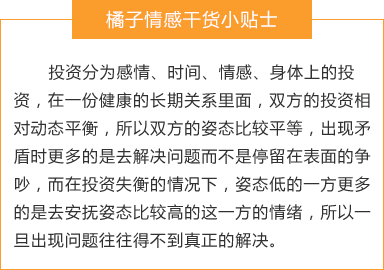 橘子情感干货小贴士
投资分为感情、时间、情感、身体上的投
资，在一份健康的长期关系里面，双方的投资相
对动态平衡，所以双方的姿态比较平等，出现矛
盾时更多的是去解决问题而不是停留在表面的争
吵，而在投资失衡的情况下，姿态低的一方更多
的是去安抚姿态比较高的这一方的情绪，所以一
旦出现问题往往得不到真正的解决。